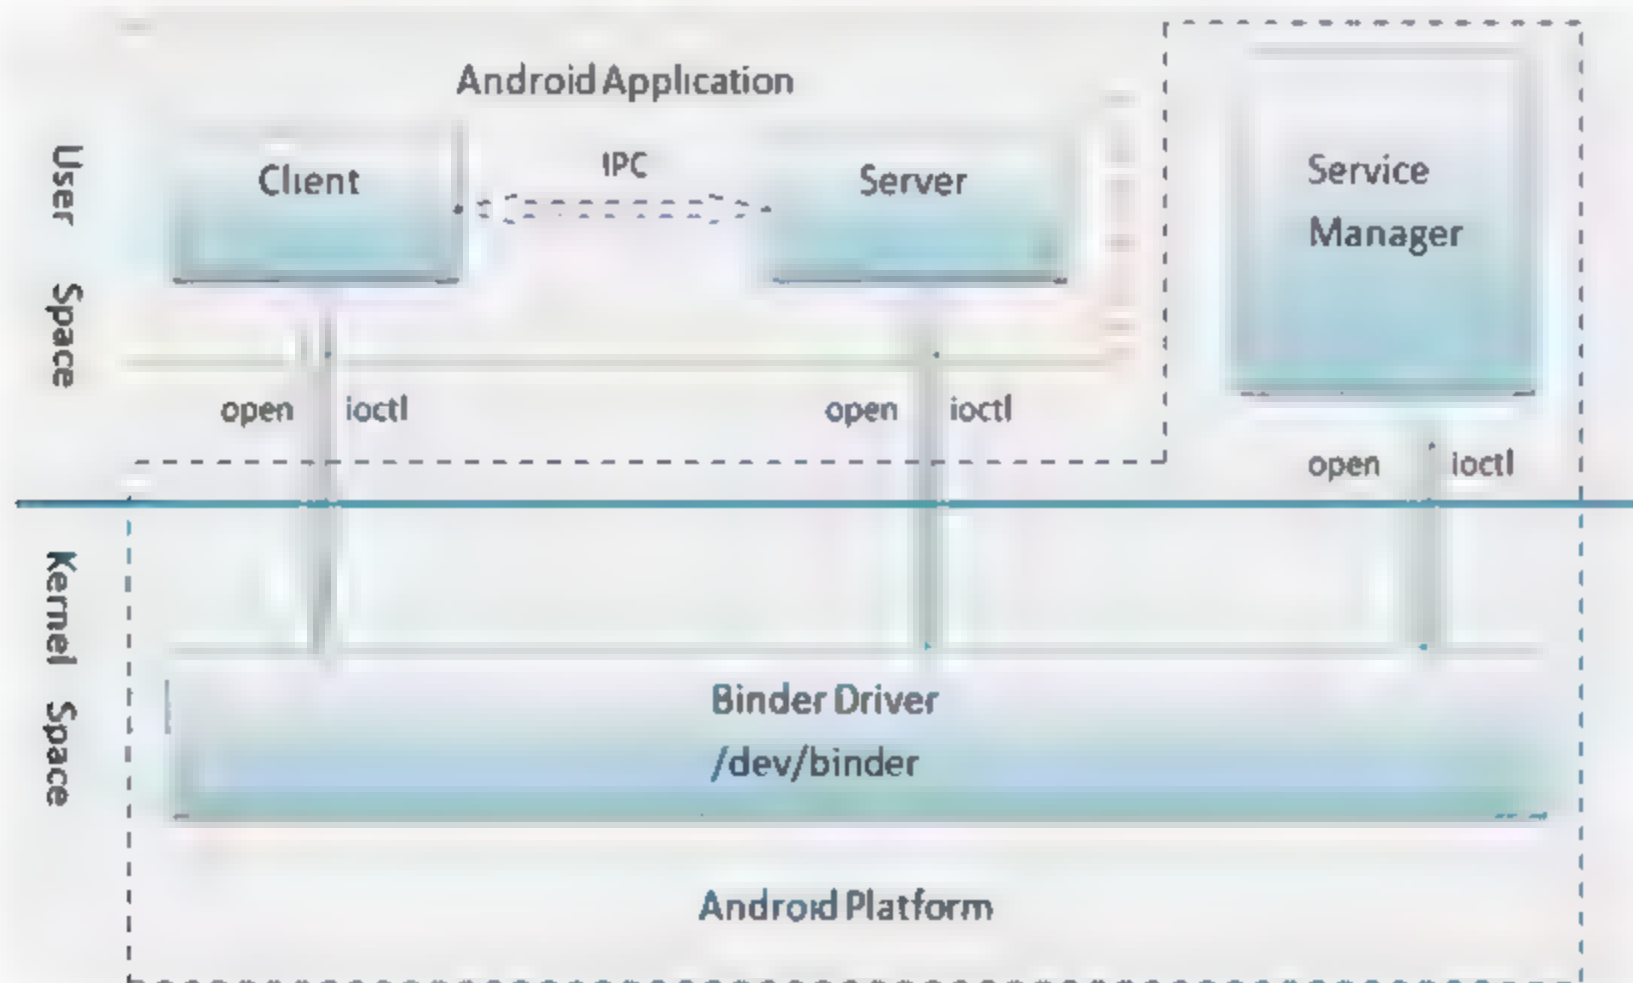 Android Application
User Space
Client
IPC
Server
Service
Manager
open ioctl
open ioctl
open ioctl
Kernel Space
Binder Driver
/dev/binder
Android Platform